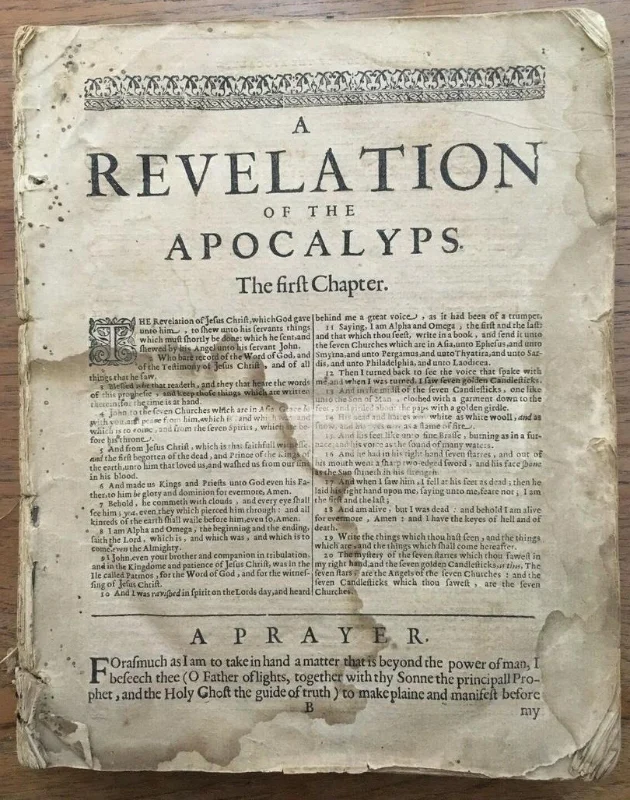 1
A
REVELATION
OF THE
APOCALYPS.
The first Chapter.
THE Revelation of Jesus Christ, which God gave
unto him, to shew unto his servants things
which must shortly be done: which he sent, and
shewed by his Angel unto his servant John.
2 Who bare record of the Word of God, and
of the Testimony of Jesus Christ, and of all
things that he saw.
3 Blessed is he that readeth, and they that heare the words
of this prophesie, and keep those things which are written
therein: for the time is at hand.
4 John to the seven Churches which are in Asia, Grace be
with you, and peace from him, which is, and which was, and
which is to come, and from the seven Spirits, which are be-
fore his throne.
5 And from Jesus Christ, which is that faithfull witnesse,
and the first begotten of the dead, and Prince of the Kings of
the earth, unto him that loved us, and washed us from our sins
in his blood.
6 And made us Kings and Priests unto God even his Fa-
ther, to him be glory and dominion for evermore, Amen.
7 Behold, he commeth with clouds, and every eye shall
see him; yea, even they which pierced him through: and all
kinreds of the earth shall waile before him, even so, Amen.
8 I am Alpha and Omega, the beginning and the ending,
saith the Lord, which is, and which was, and which is to
come, even the Almighty.
9 I John, even your brother and companion in tribulation,
and in the Kingdome and patience of Jesus Christ, was in the
Ile called Patmos, for the Word of God, and for the witnes-
sing of Jesus Christ.
10 And I was ravished in spirit on the Lords day, and heard
behind me a great voice, as it had been of a trumpet,
11 Saying, I am Alpha and Omega, the first and the last:
and that which thou seest, write in a book, and send it unto
the seven Churches which are in Asia, unto Ephesus, and unto
Smyrna, and unto Pergamus, and unto Thyatira, and unto Sar-
dis, and unto Philadelphia, and unto Laodicea.
12 Then I turned back to see the voice that spake with
me, and when I was turned, I saw seven golden Candlesticks;
13 And in the midst of the seven Candlesticks, one like
unto the Son of Man, clothed with a garment down to the
feet, and girded about the paps with a golden girdle.
14 His head and haires were white as white wooll, and as
snow, and his eyes were as a flame of fire.
15 And his feet like unto fine Brasse, burning as in a fur-
nace, and his voice as the sound of many waters.
16 And he had in his right hand seven starres, and out of
his mouth went a sharp two-edged sword, and his face shone
as the Sun shineth in his strength.
17 And when I saw him, I fell at his feet as dead; then he
laid his right hand upon me, saying unto me, feare not; I am
the first and the last;
18 And am alive, but I was dead: and behold I am alive
for evermore, Amen: and I have the keyes of hell and of
death.
19 Write the things which thou hast seen, and the things
which are, and the things which shall come hereafter.
20 The mystery of the seven starres which thou sawest in
my right hand, and the seven golden Candlesticks, is this. The
seven stars, are the Angels of the seven Churches: and the
seven Candlesticks which thou sawest, are the seven
Churches.
A PRAYER.
FOrasmuch as I am to take in hand a matter that is beyond the power of man, I
beseech thee (O Father of lights, together with thy Sonne the principall Pro-
phet, and the Holy Ghost the guide of truth) to make plaine and manifest before
B
my